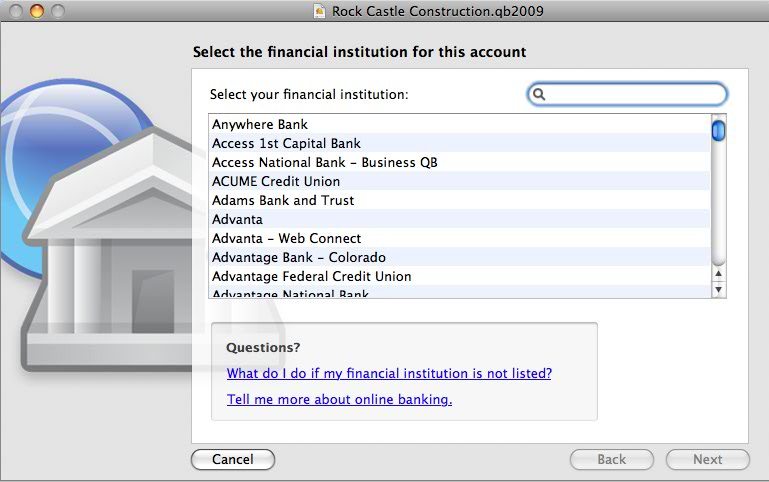 Rock Castle Construction.qb2009
Select the financial institution for this account
Select your financial institution:
Anywhere Bank
Access 1st Capital Bank
Access National Bank – Business QB
ACUME Credit Union
Adams Bank and Trust
Advanta
Advanta – Web Connect
Advantage Bank – Colorado
Advantage Federal Credit Union
Advantage National Bank
Questions?
What do I do if my financial institution is not listed?
Tell me more about online banking.
Cancel
Back
Next